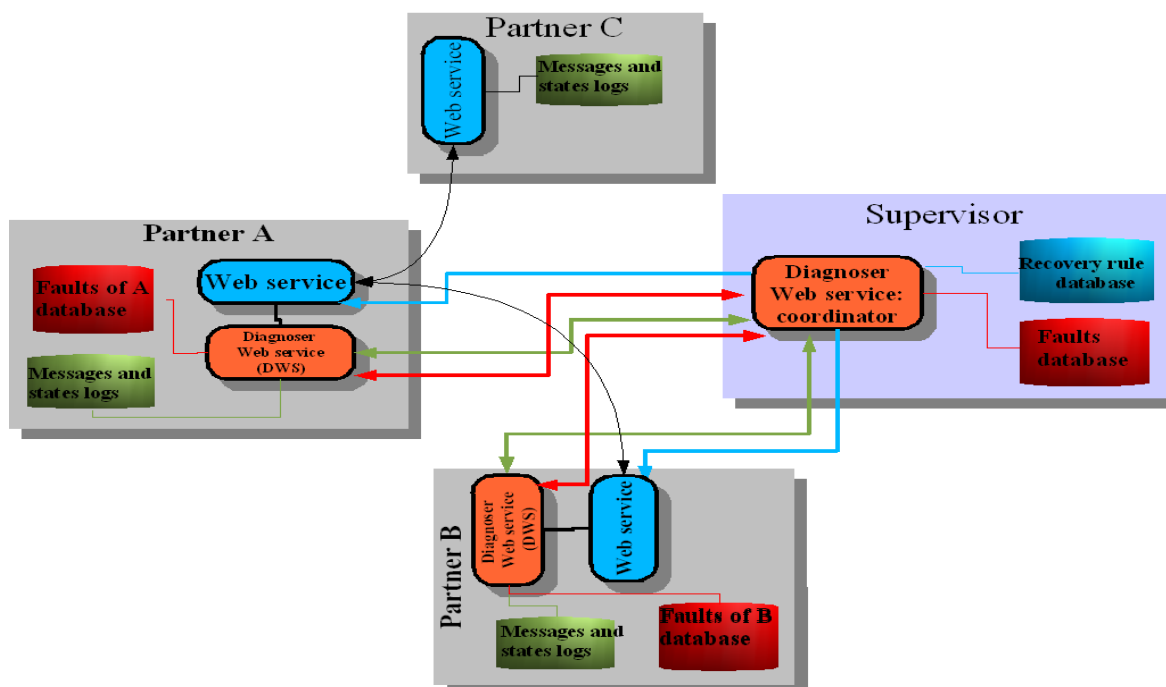 Partner C
Web service
Messages and
states logs
Partner A
Web service
Faults of A
database
Diagnoser
Web service
(DWS)
Messages and
states logs
Supervisor
Diagnoser
Web service:
coordinator
Recovery rule
database
Faults
database
Partner B
Diagnoser
Web service
(DWS)
Web service
Messages and
states logs
Faults of B
database